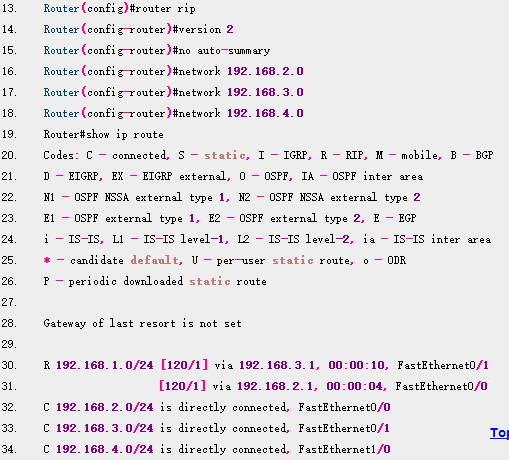 13. Router(config)#router rip
14. Router(config-router)#version 2
15. Router(config-router)#no auto-summary
16. Router(config-router)#network 192.168.2.0
17. Router(config-router)#network 192.168.3.0
18. Router(config-router)#network 192.168.4.0
19. Router#show ip route
20. Codes: C - connected, S - static, I - IGRP, R - RIP, M - mobile, B - BGP
21. D - EIGRP, EX - EIGRP external, O - OSPF, IA - OSPF inter area
22. N1 - OSPF NSSA external type 1, N2 - OSPF NSSA external type 2
23. E1 - OSPF external type 1, E2 - OSPF external type 2, E - EGP
24. i - IS-IS, L1 - IS-IS level-1, L2 - IS-IS level-2, ia - IS-IS inter area
25. * - candidate default, U - per-user static route, o - ODR
26. P - periodic downloaded static route
27.
28. Gateway of last resort is not set
29.
30. R 192.168.1.0/24 [120/1] via 192.168.3.1, 00:00:10, FastEthernet0/1
31. [120/1] via 192.168.2.1, 00:00:04, FastEthernet0/0
32. C 192.168.2.0/24 is directly connected, FastEthernet0/0
33. C 192.168.3.0/24 is directly connected, FastEthernet0/1
Top
34. C 192.168.4.0/24 is directly connected, FastEthernet1/0